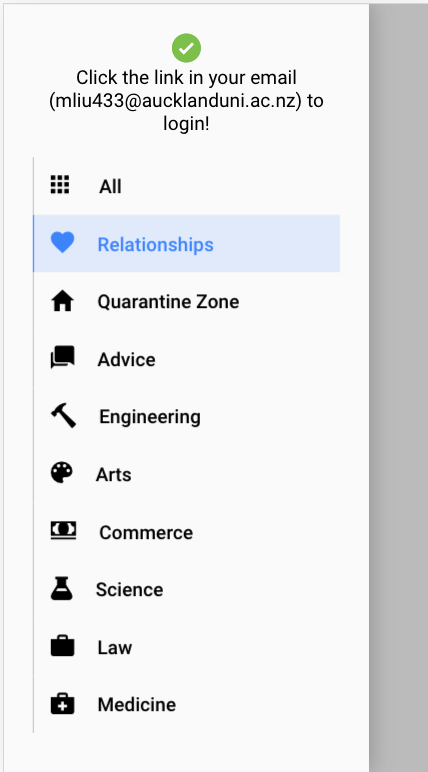 Click the link in your email
(mliu433@aucklanduni.ac.nz) to
login!
All
Relationships
Quarantine Zone
Advice
Engineering
Arts
Commerce
Science
Law
Medicine